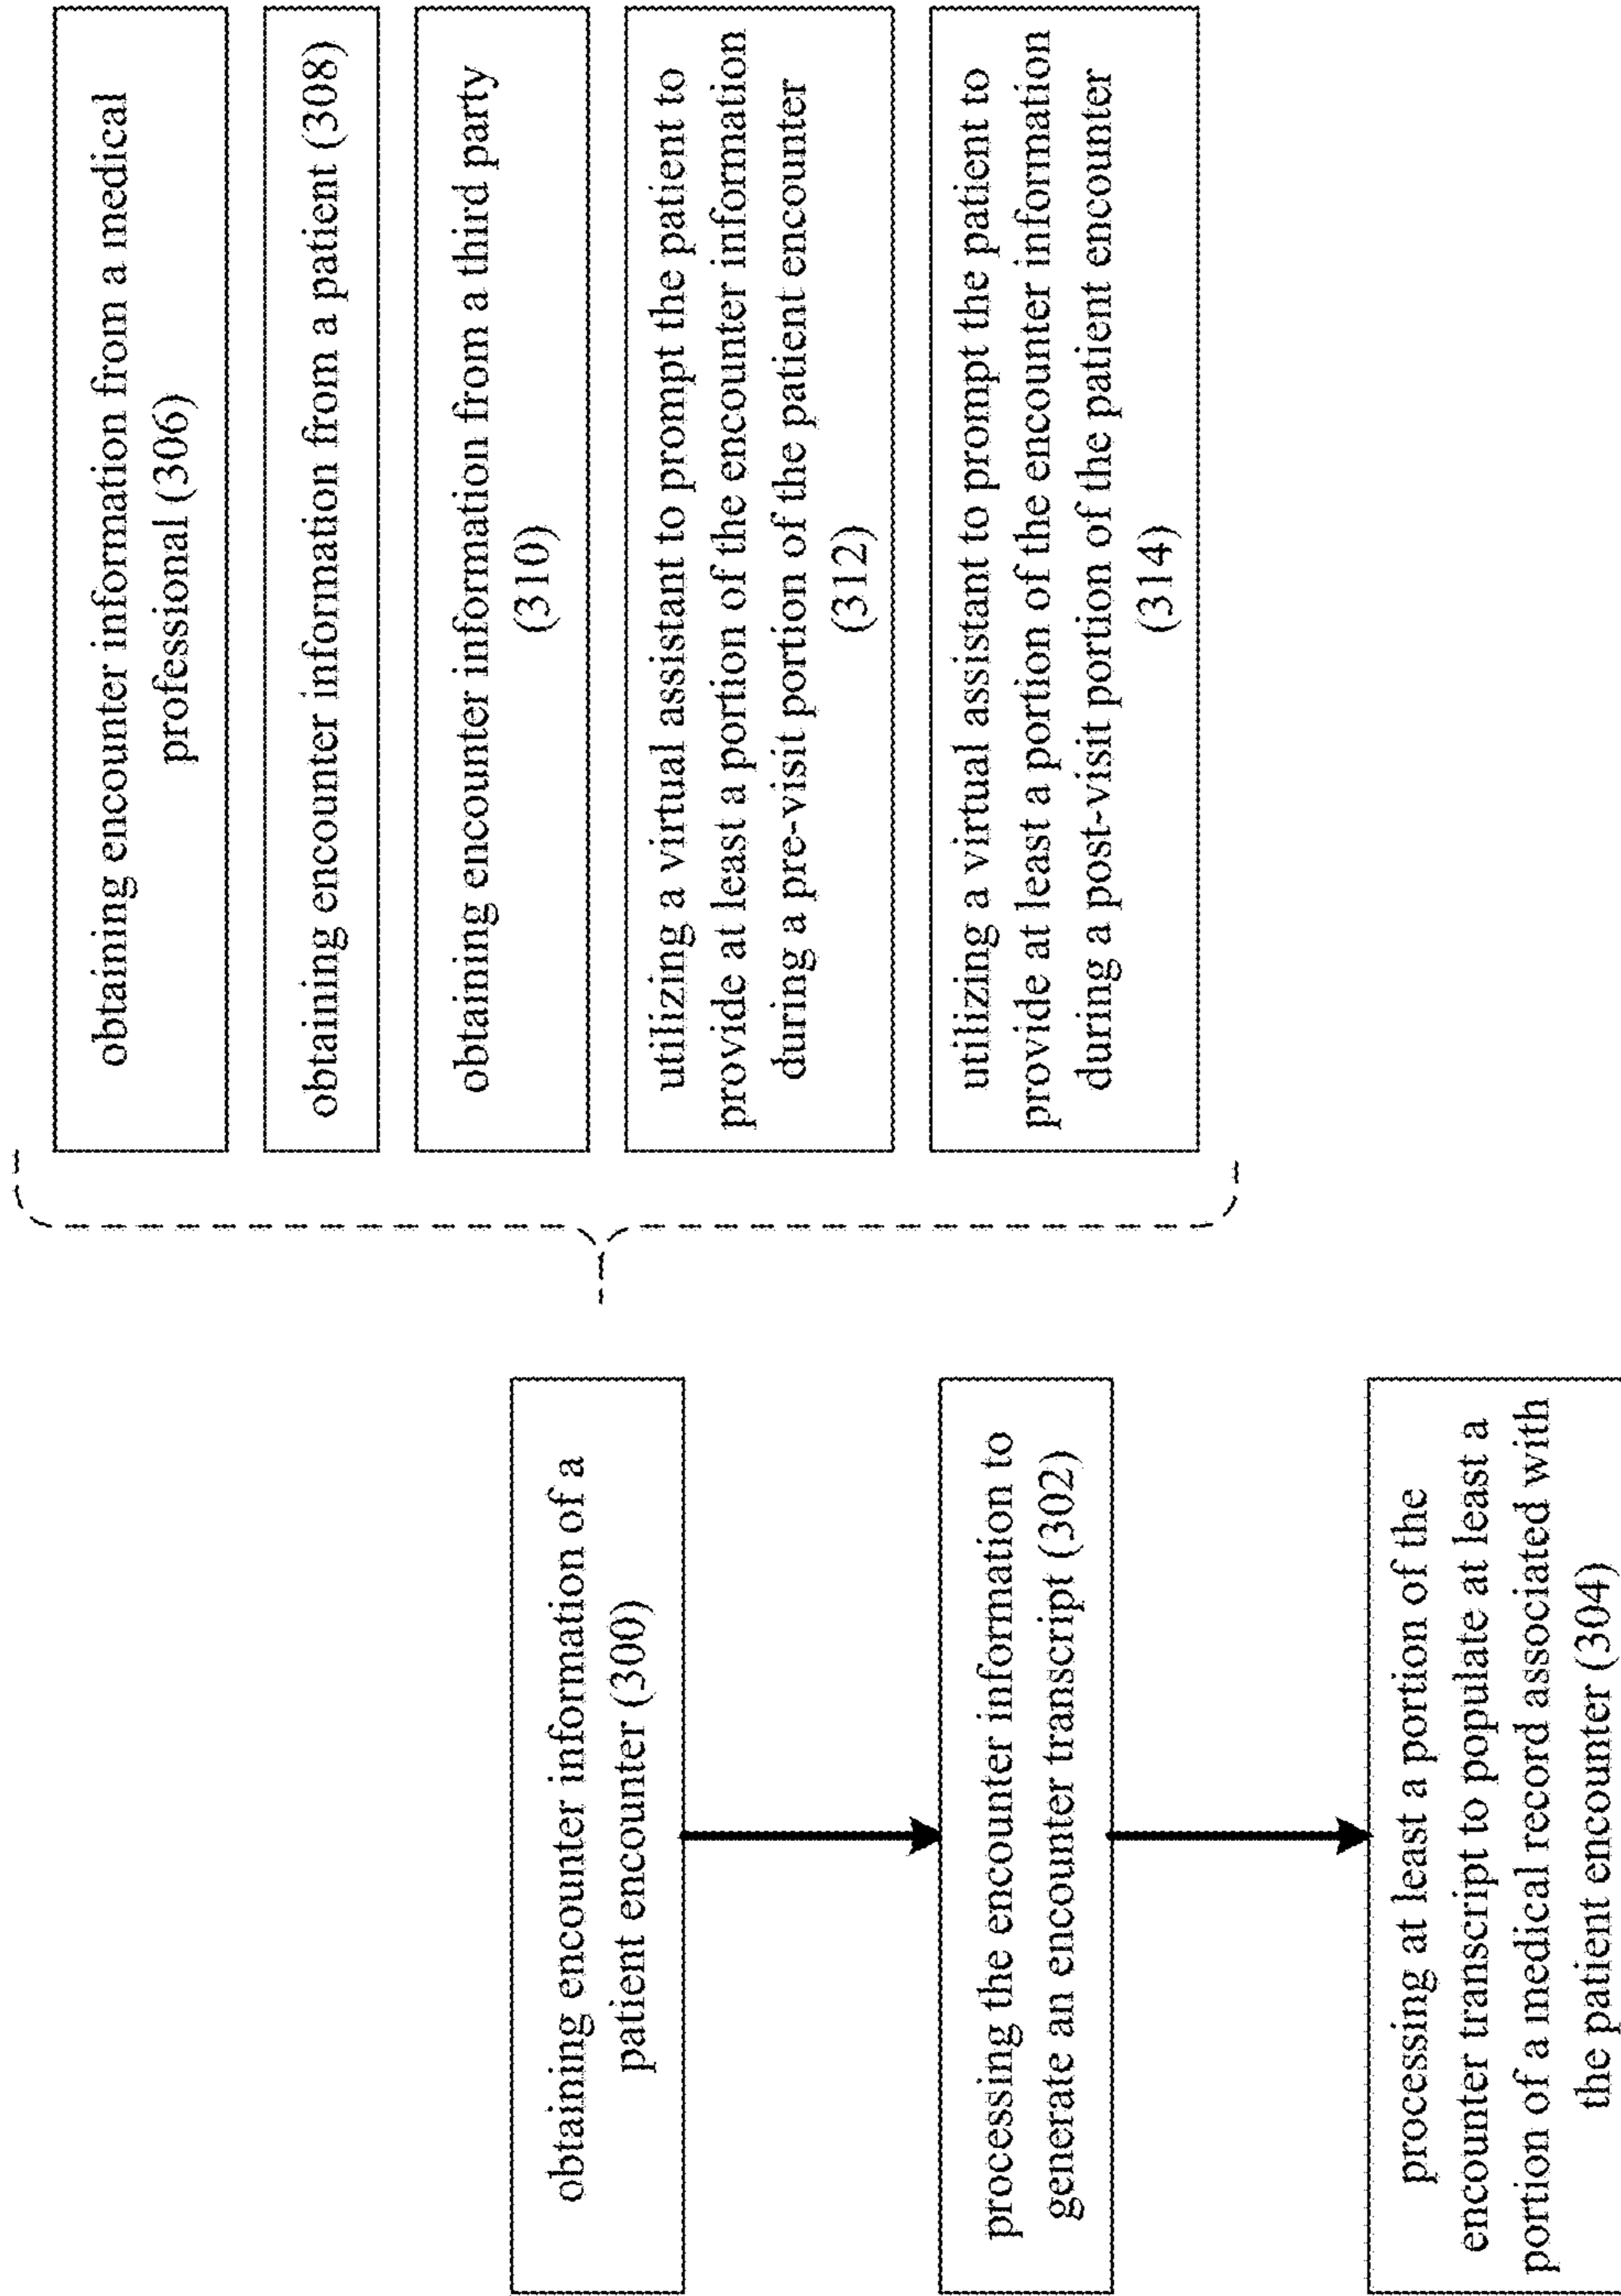 obtaining encounter information of a
patient encounter (300)
processing the encounter information to
generate an encounter transcript (302)
processing at least a portion of the
encounter transcript to populate at least a
portion of a medical record associated with
the patient encounter (304)
obtaining encounter information from a medical
professional (306)
obtaining encounter information from a patient (308)
obtaining encounter information from a third party
(310)
utilizing a virtual assistant to prompt the patient to
provide at least a portion of the encounter information
during a pre-visit portion of the patient encounter
(312)
utilizing a virtual assistant to prompt the patient to
provide at least a portion of the encounter information
during a post-visit portion of the patient encounter
(314)